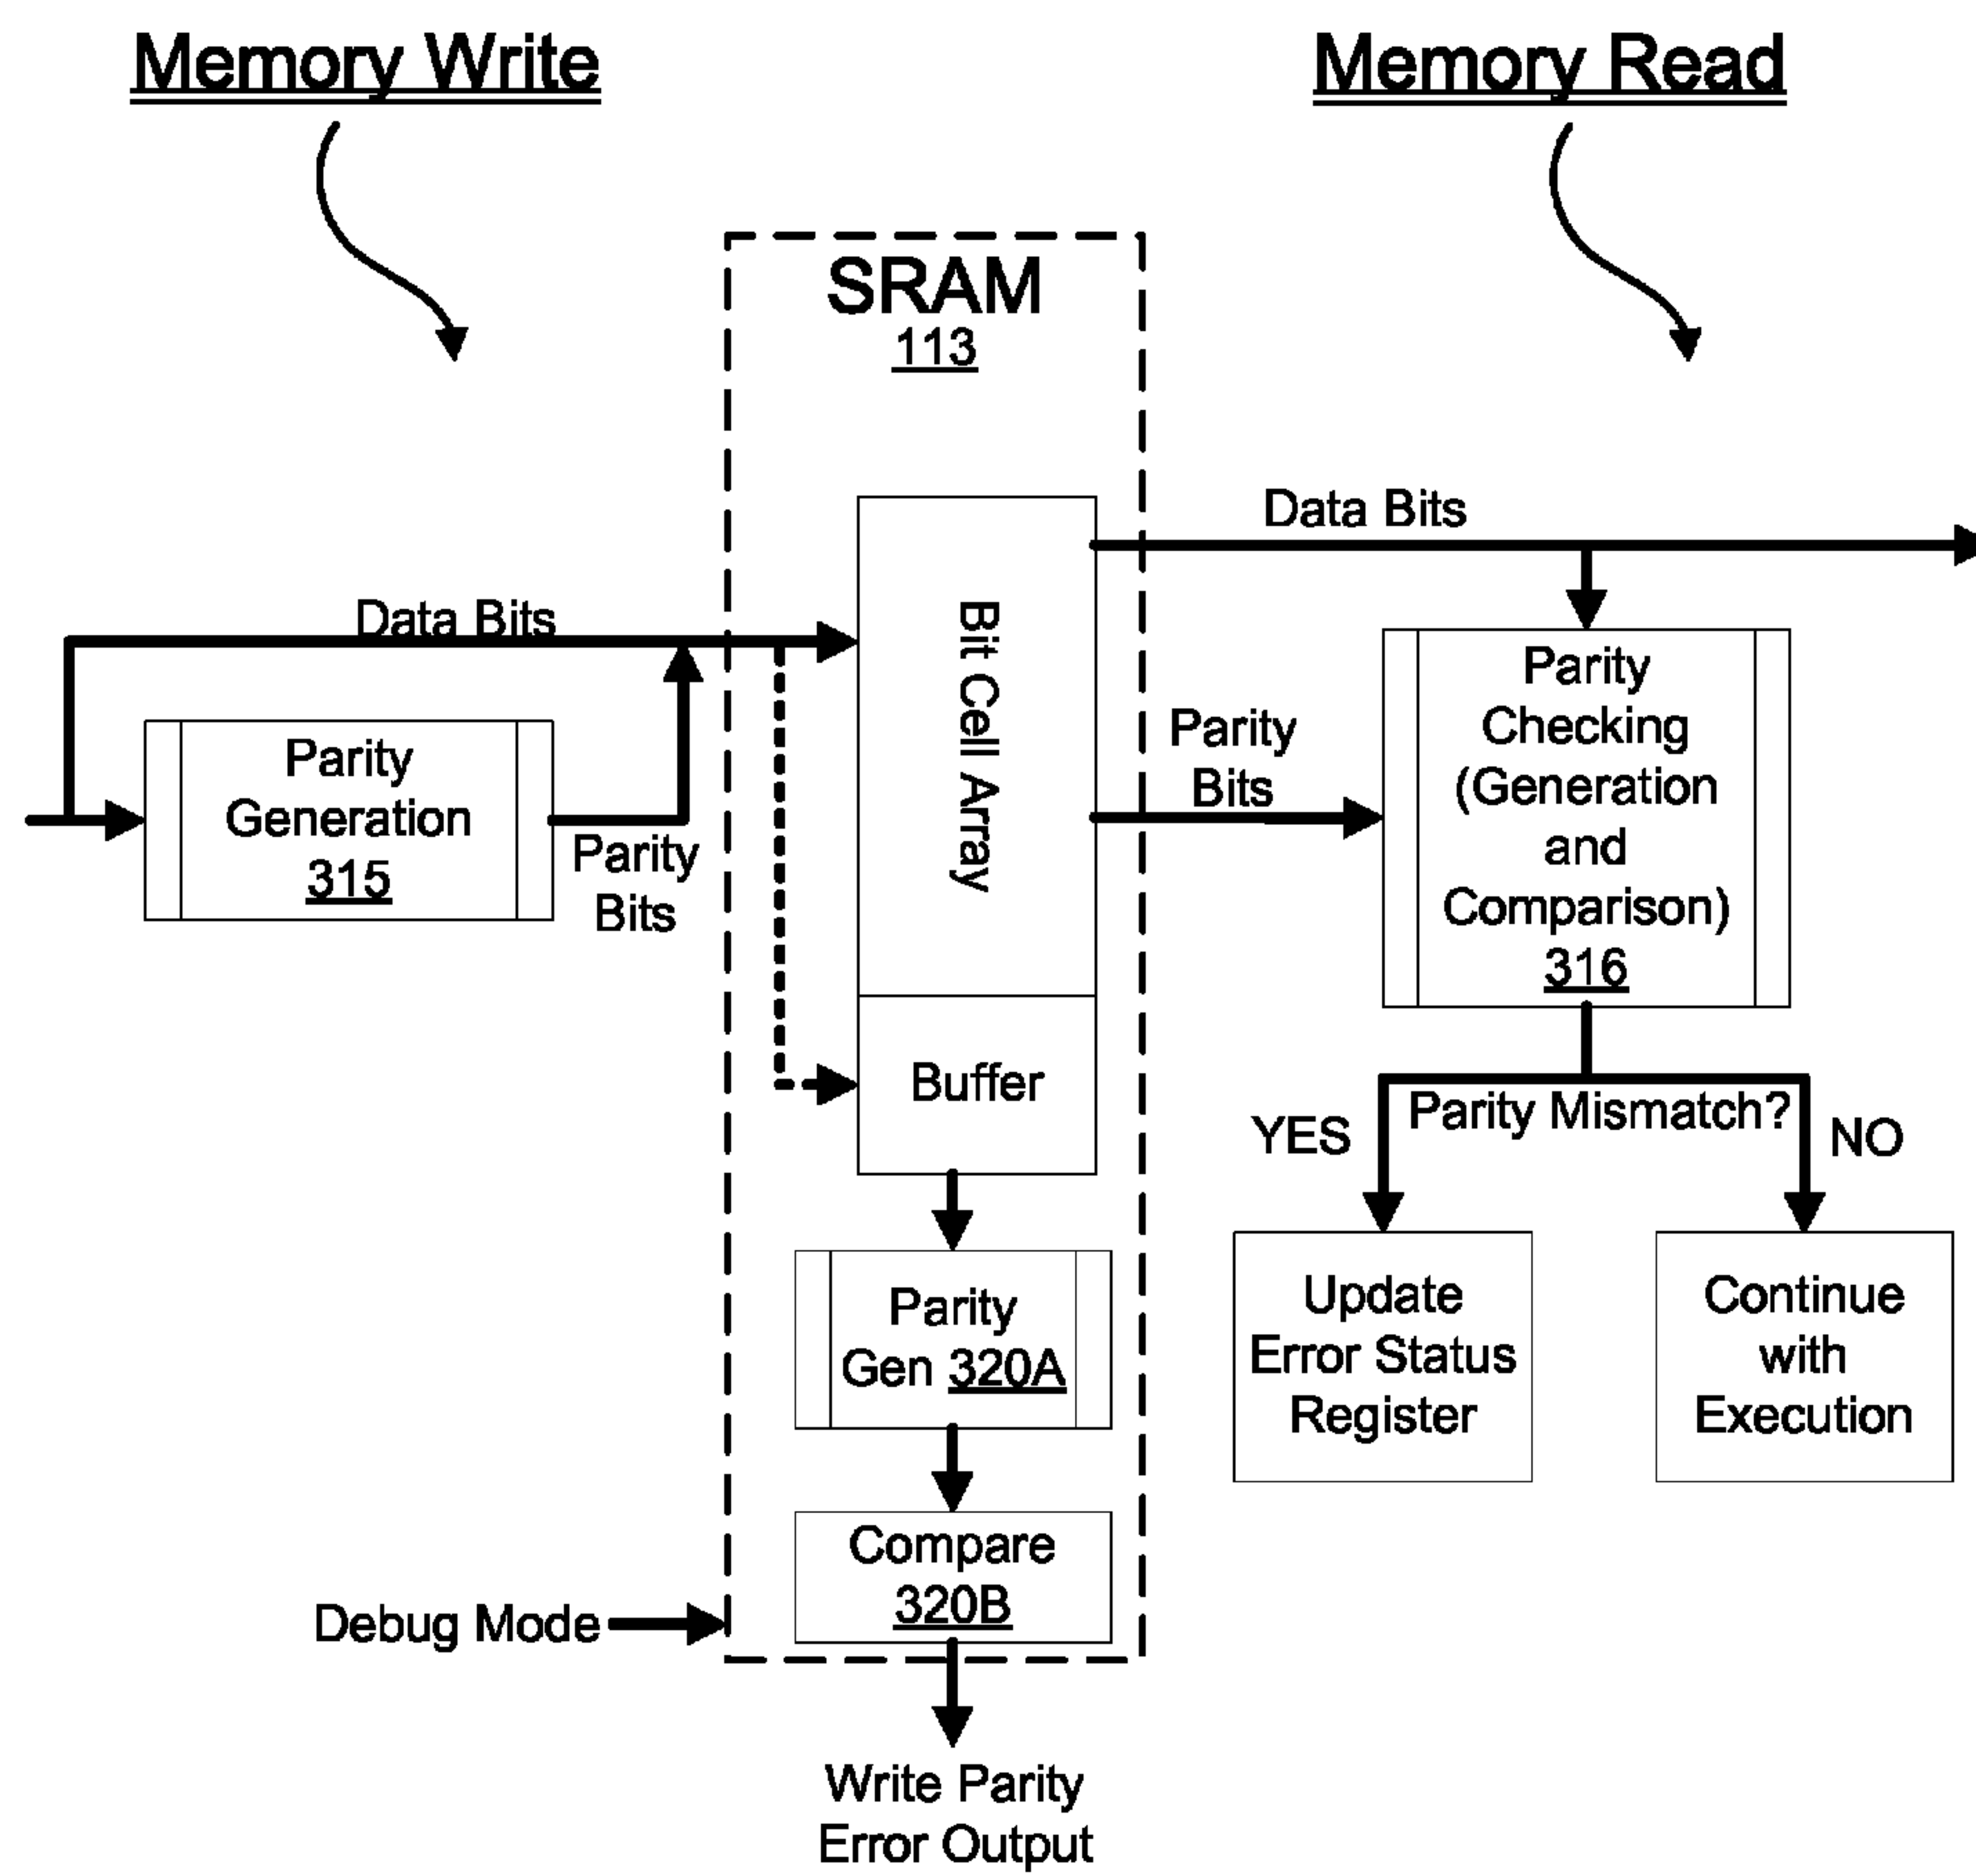 Memory Write
Memory Read
SRAM
113
Data Bits
Data Bits
Parity
Generation
315
Parity
Bits
Bit Cell Array
Buffer
Parity
Bits
Parity
Checking
(Generation
and
Comparison)
316
Parity Mismatch?
YES
NO
Update
Error Status
Register
Continue
with
Execution
Parity
Gen 320A
Compare
320B
Debug Mode
Write Parity
Error Output